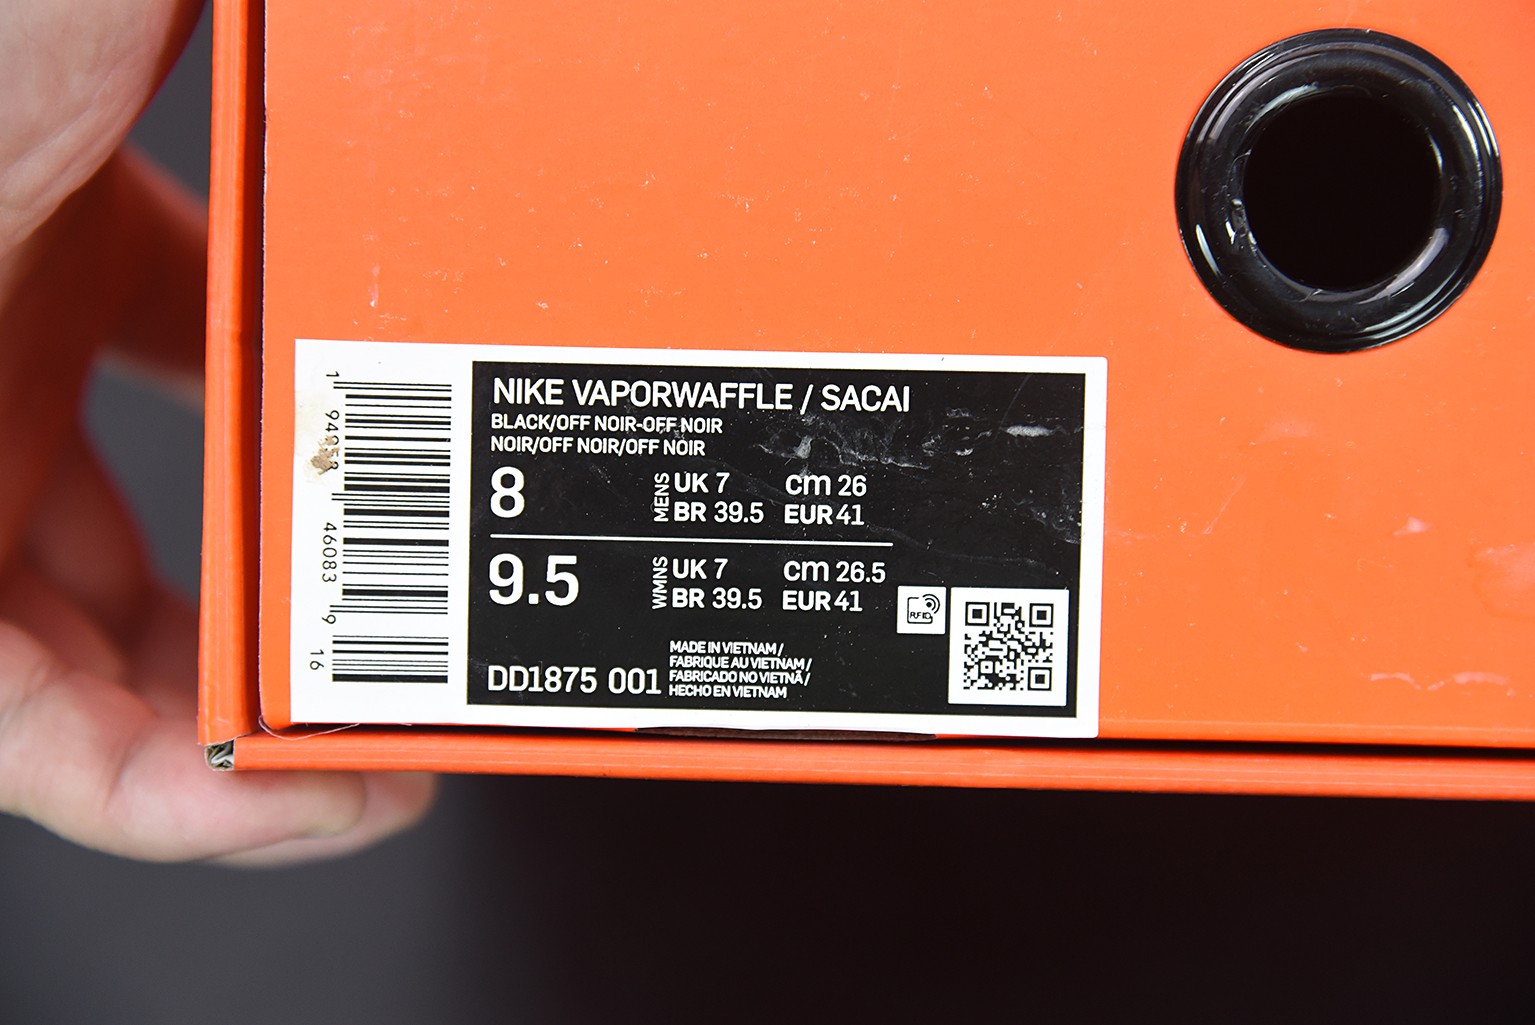 NIKE VAPORWAFFLE / SACAI
BLACK/OFF NOIR-OFF NOIR
NOIR/OFF NOIR/OFF NOIR
8 MENS UK 7 cm 26
BR 39.5 EUR 41
9.5 WMNS UK 7 cm 26.5
BR 39.5 EUR 41
RFID
DD1875 001
MADE IN VIETNAM /
FABRIQUE AU VIETNAM /
FABRICADO NO VIETNÃ /
HECHO EN VIETNAM
1 46083 9 16